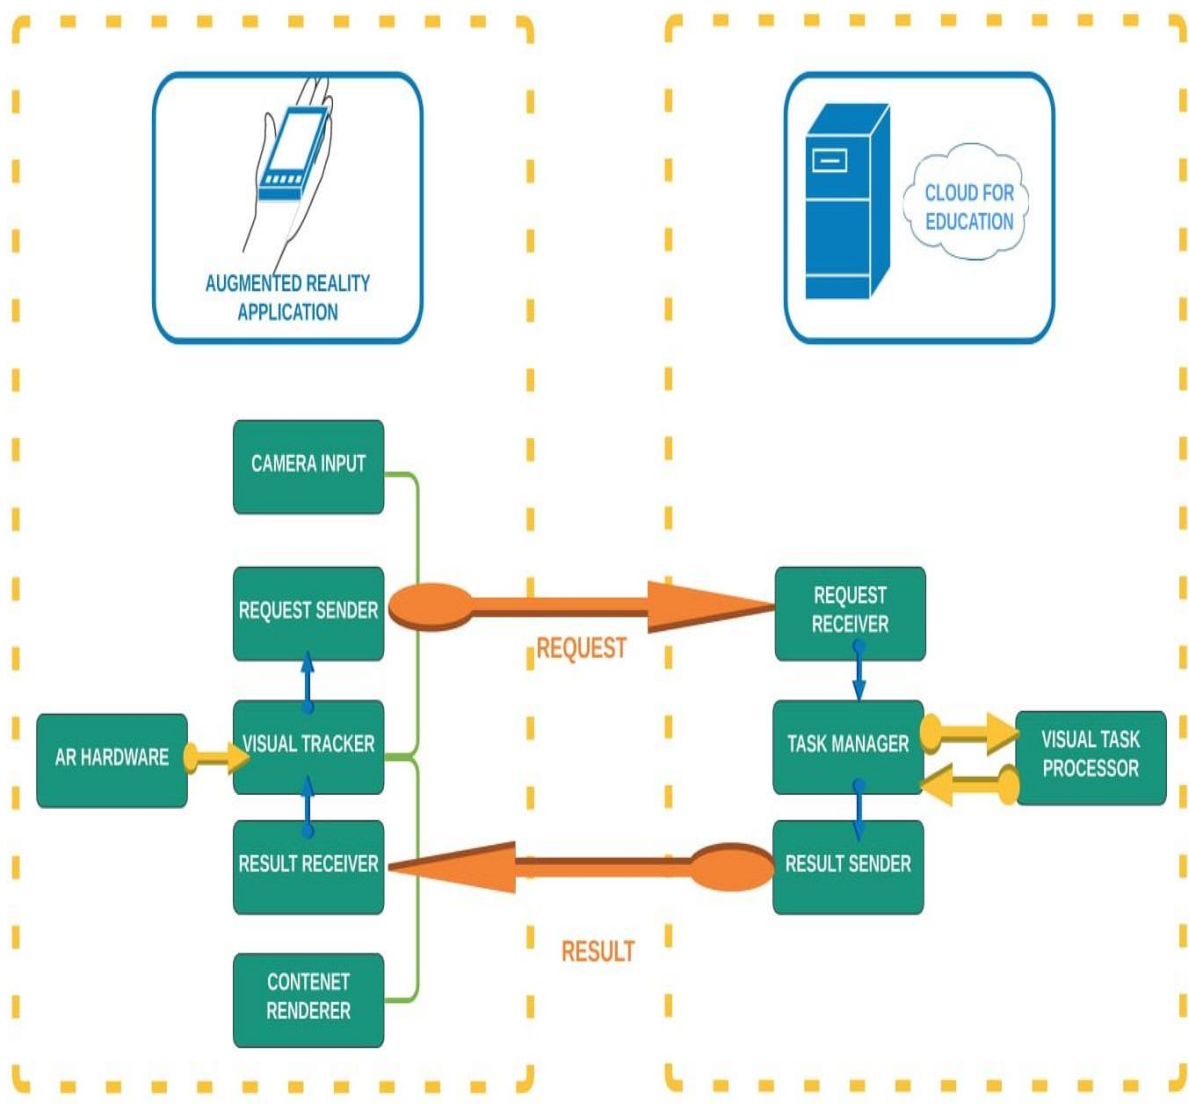 AUGMENTED REALITY
APPLICATION
CLOUD FOR
EDUCATION
CAMERA INPUT
REQUEST SENDER
REQUEST
REQUEST
RECEIVER
AR HARDWARE
VISUAL TRACKER
TASK MANAGER
VISUAL TASK
PROCESSOR
RESULT RECEIVER
RESULT SENDER
RESULT
CONTENET
RENDERER